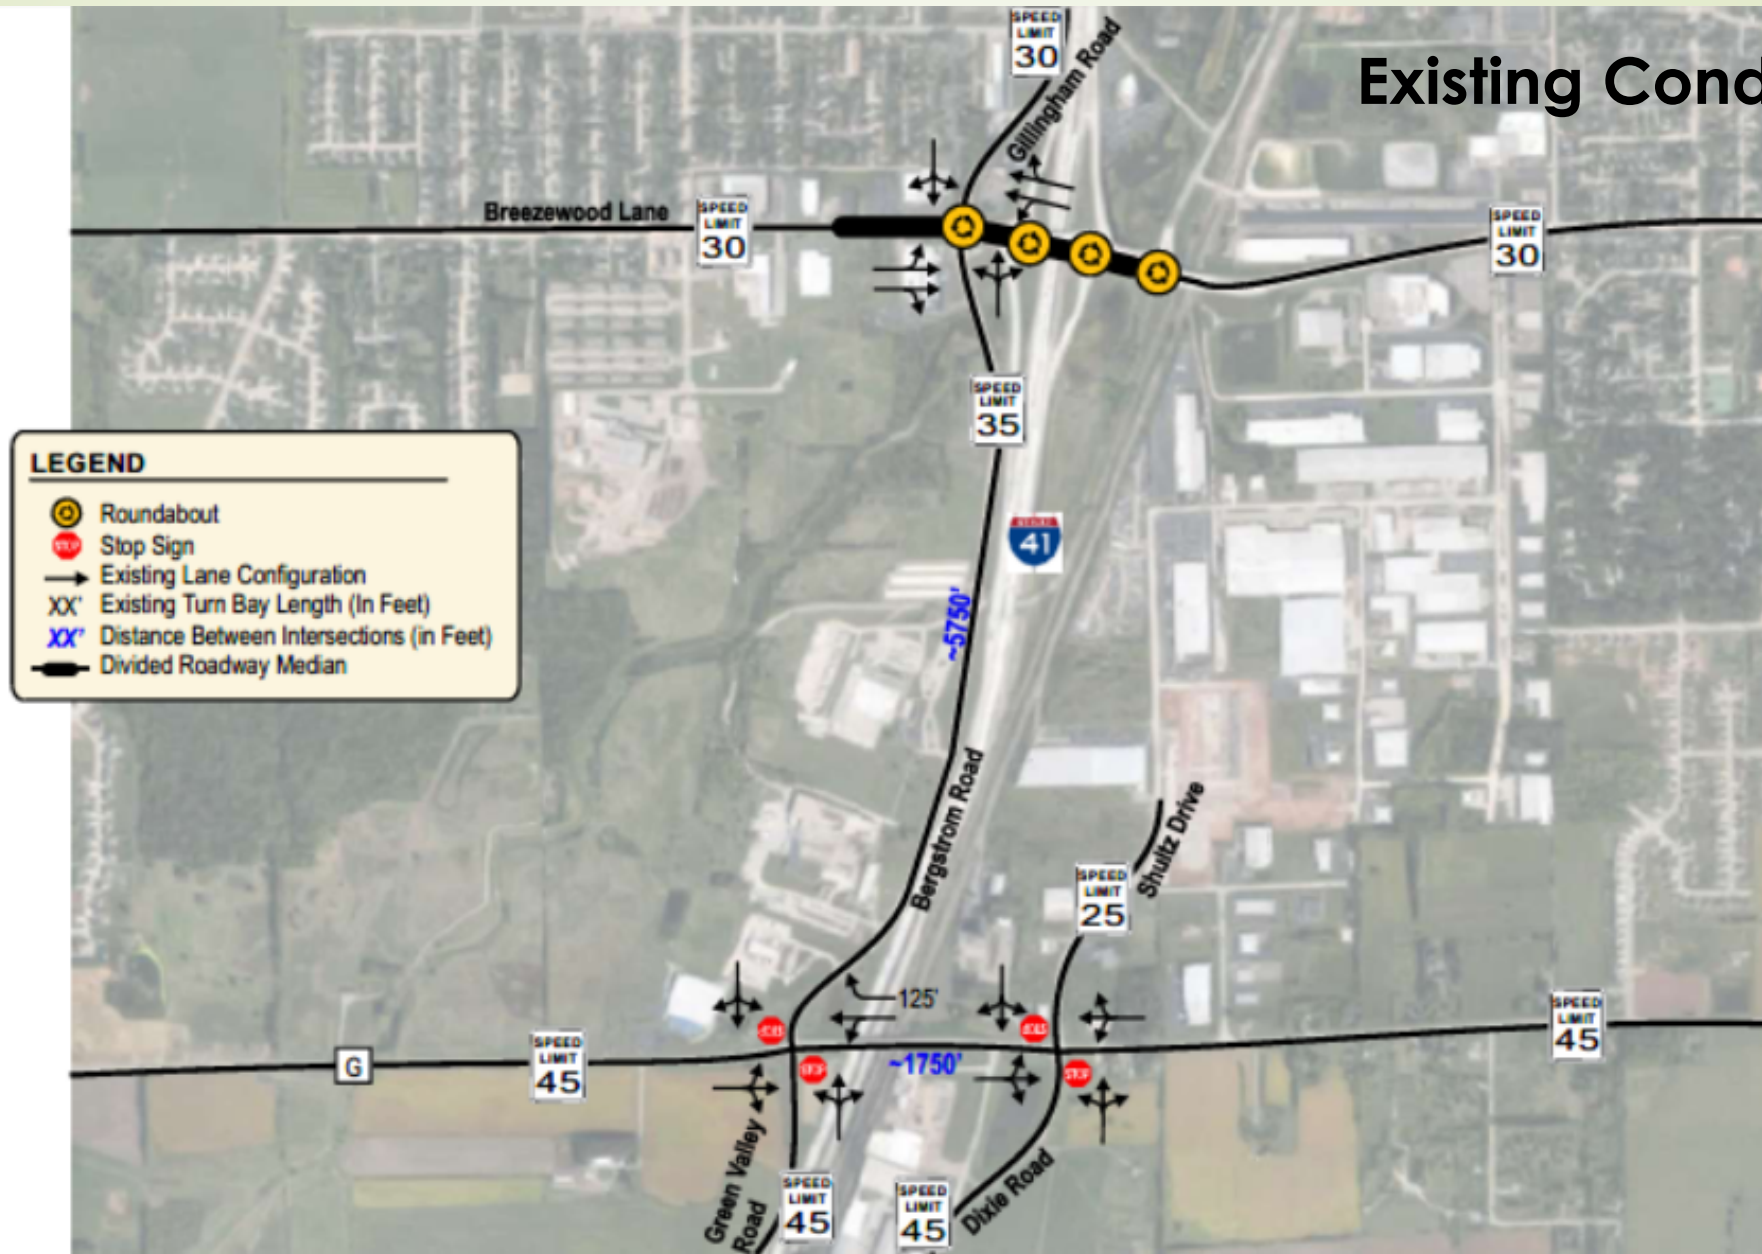 Existing Cond
SPEED
LIMIT
30
Gillingham Road
Breezewood Lane
SPEED
LIMIT
30
SPEED
LIMIT
30
SPEED
LIMIT
35
LEGEND
Roundabout
STOP Stop Sign
Existing Lane Configuration
XX' Existing Turn Bay Length (In Feet)
XX' Distance Between Intersections (in Feet)
Divided Roadway Median
41
~5750'
Bergstrom Road
Shultz Drive
SPEED
LIMIT
25
125'
SPEED
LIMIT
45
G
SPEED
LIMIT
45
~1750'
STOP
STOP
Green Valley
Road
SPEED
LIMIT
45
SPEED
LIMIT
45
Dixie Road